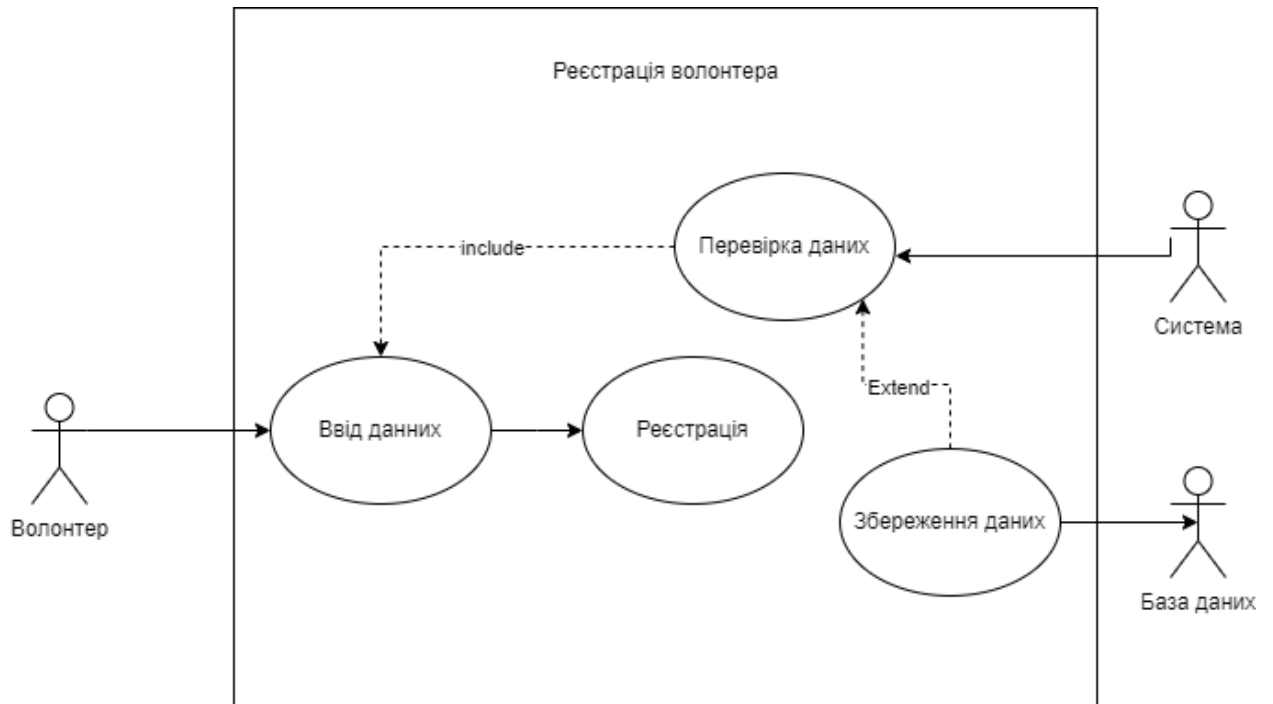 Реєстрація волонтера
Перевірка даних
include
Система
Extend
Ввід данних
Реєстрація
Волонтер
Збереження даних
База даних